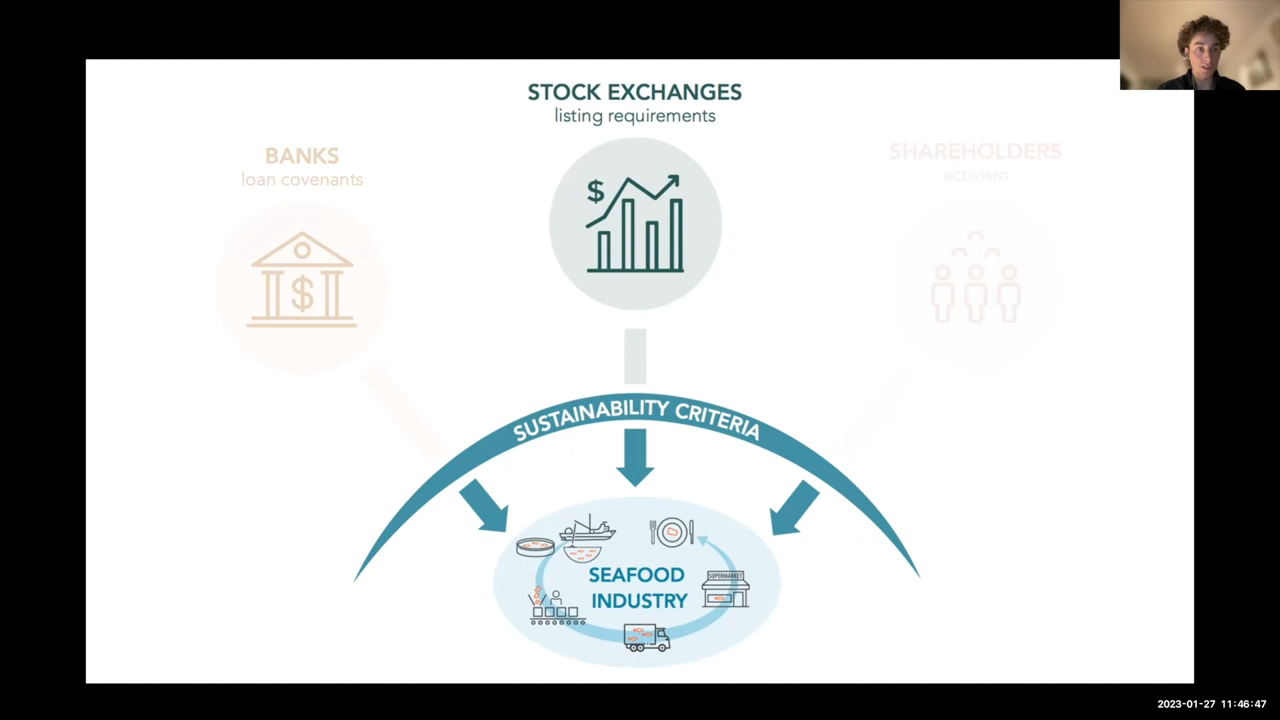 STOCK EXCHANGES
listing requirements
BANKS
loan covenants
SHAREHOLDERS
activism
$
$
SUSTAINABILITY CRITERIA
SEAFOOD
INDUSTRY
SUPERMARKET
2023-01-27 11:46:47